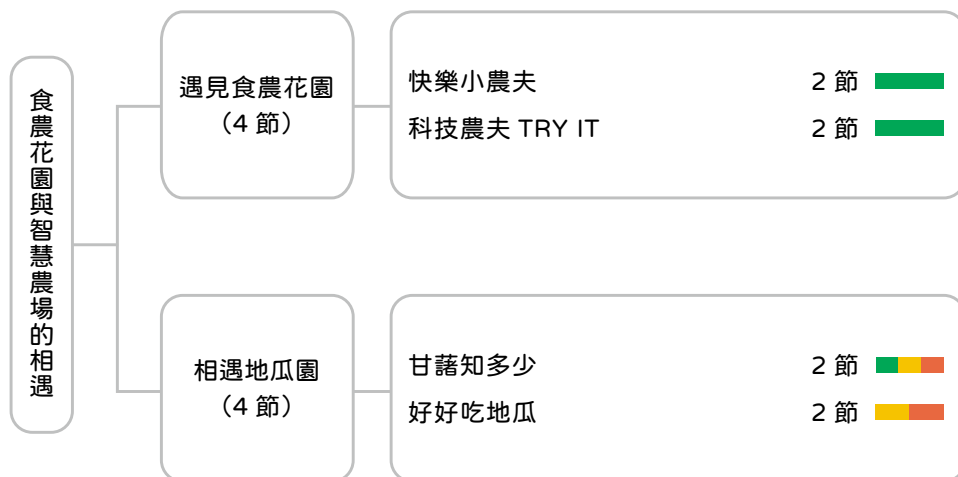 食農花園與智慧農場的相遇
遇見食農花園
（4 節）
快樂小農夫 2 節
科技農夫 TRY IT 2 節
相遇地瓜園
（4 節）
甘藷知多少 2 節
好好吃地瓜 2 節